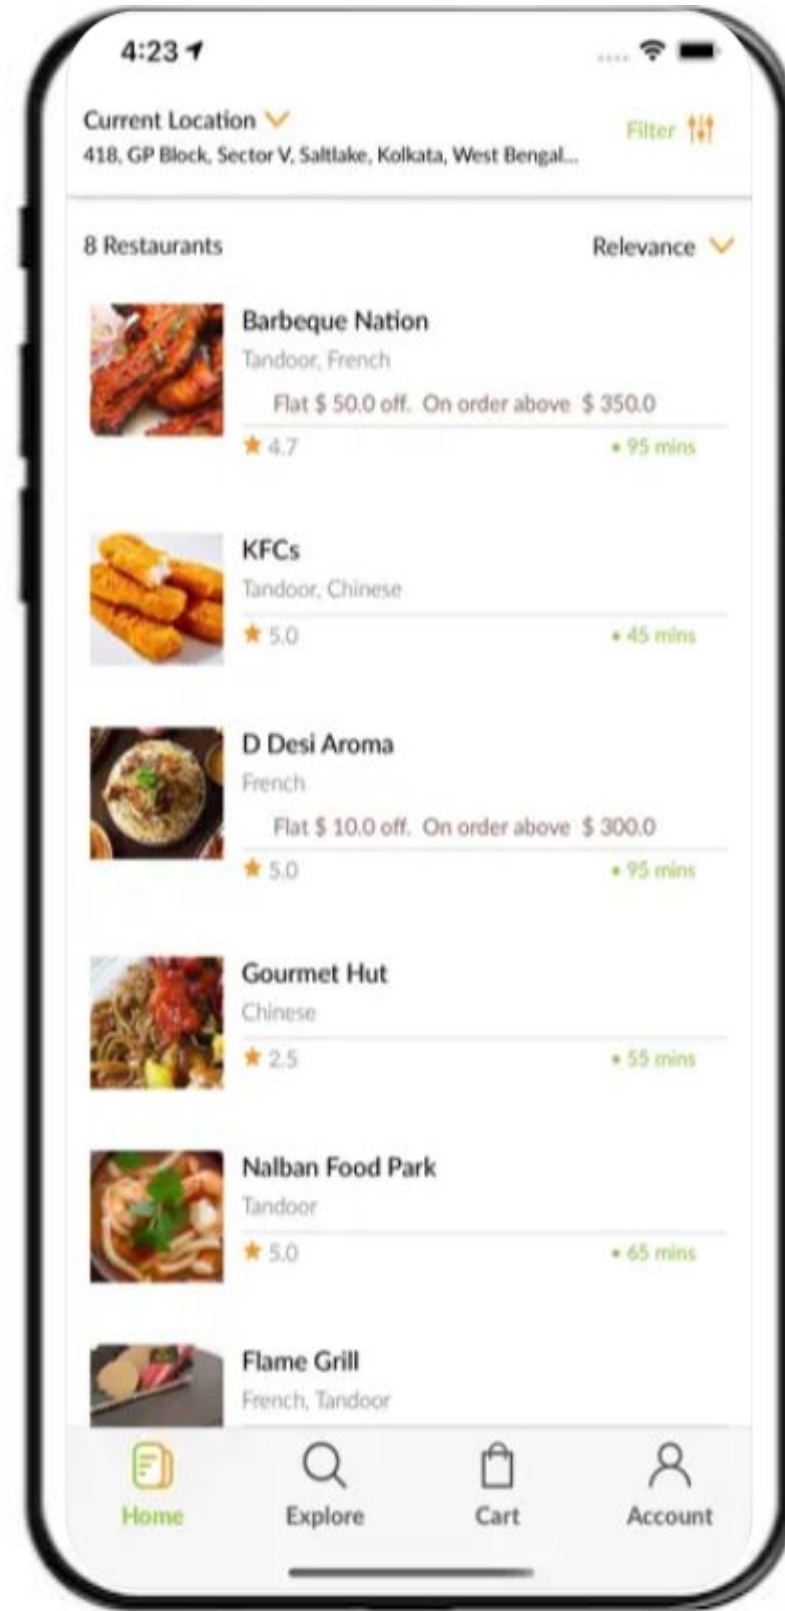 4:23
Current Location
Filter
418, GP Block, Sector V, Saltlake, Kolkata, West Bengal...
8 Restaurants
Relevance
Barbeque Nation
Tandoor, French
Flat $ 50.0 off. On order above $ 350.0
4.7
• 95 mins
KFCs
Tandoor, Chinese
5.0
• 45 mins
D Desi Aroma
French
Flat $ 10.0 off. On order above $ 300.0
5.0
• 95 mins
Gourmet Hut
Chinese
2.5
• 55 mins
Nalban Food Park
Tandoor
5.0
• 65 mins
Flame Grill
French, Tandoor
Home
Explore
Cart
Account